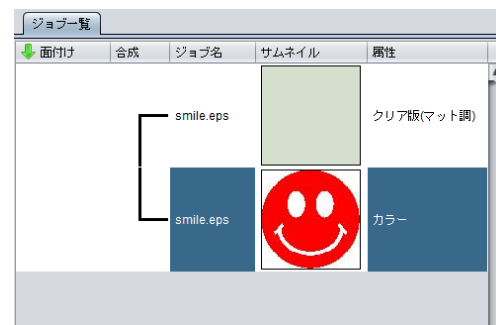 ジョブ一覧
面付け 合成 ジョブ名 サムネイル 属性
smile.eps クリア版(マット調)
smile.eps カラー